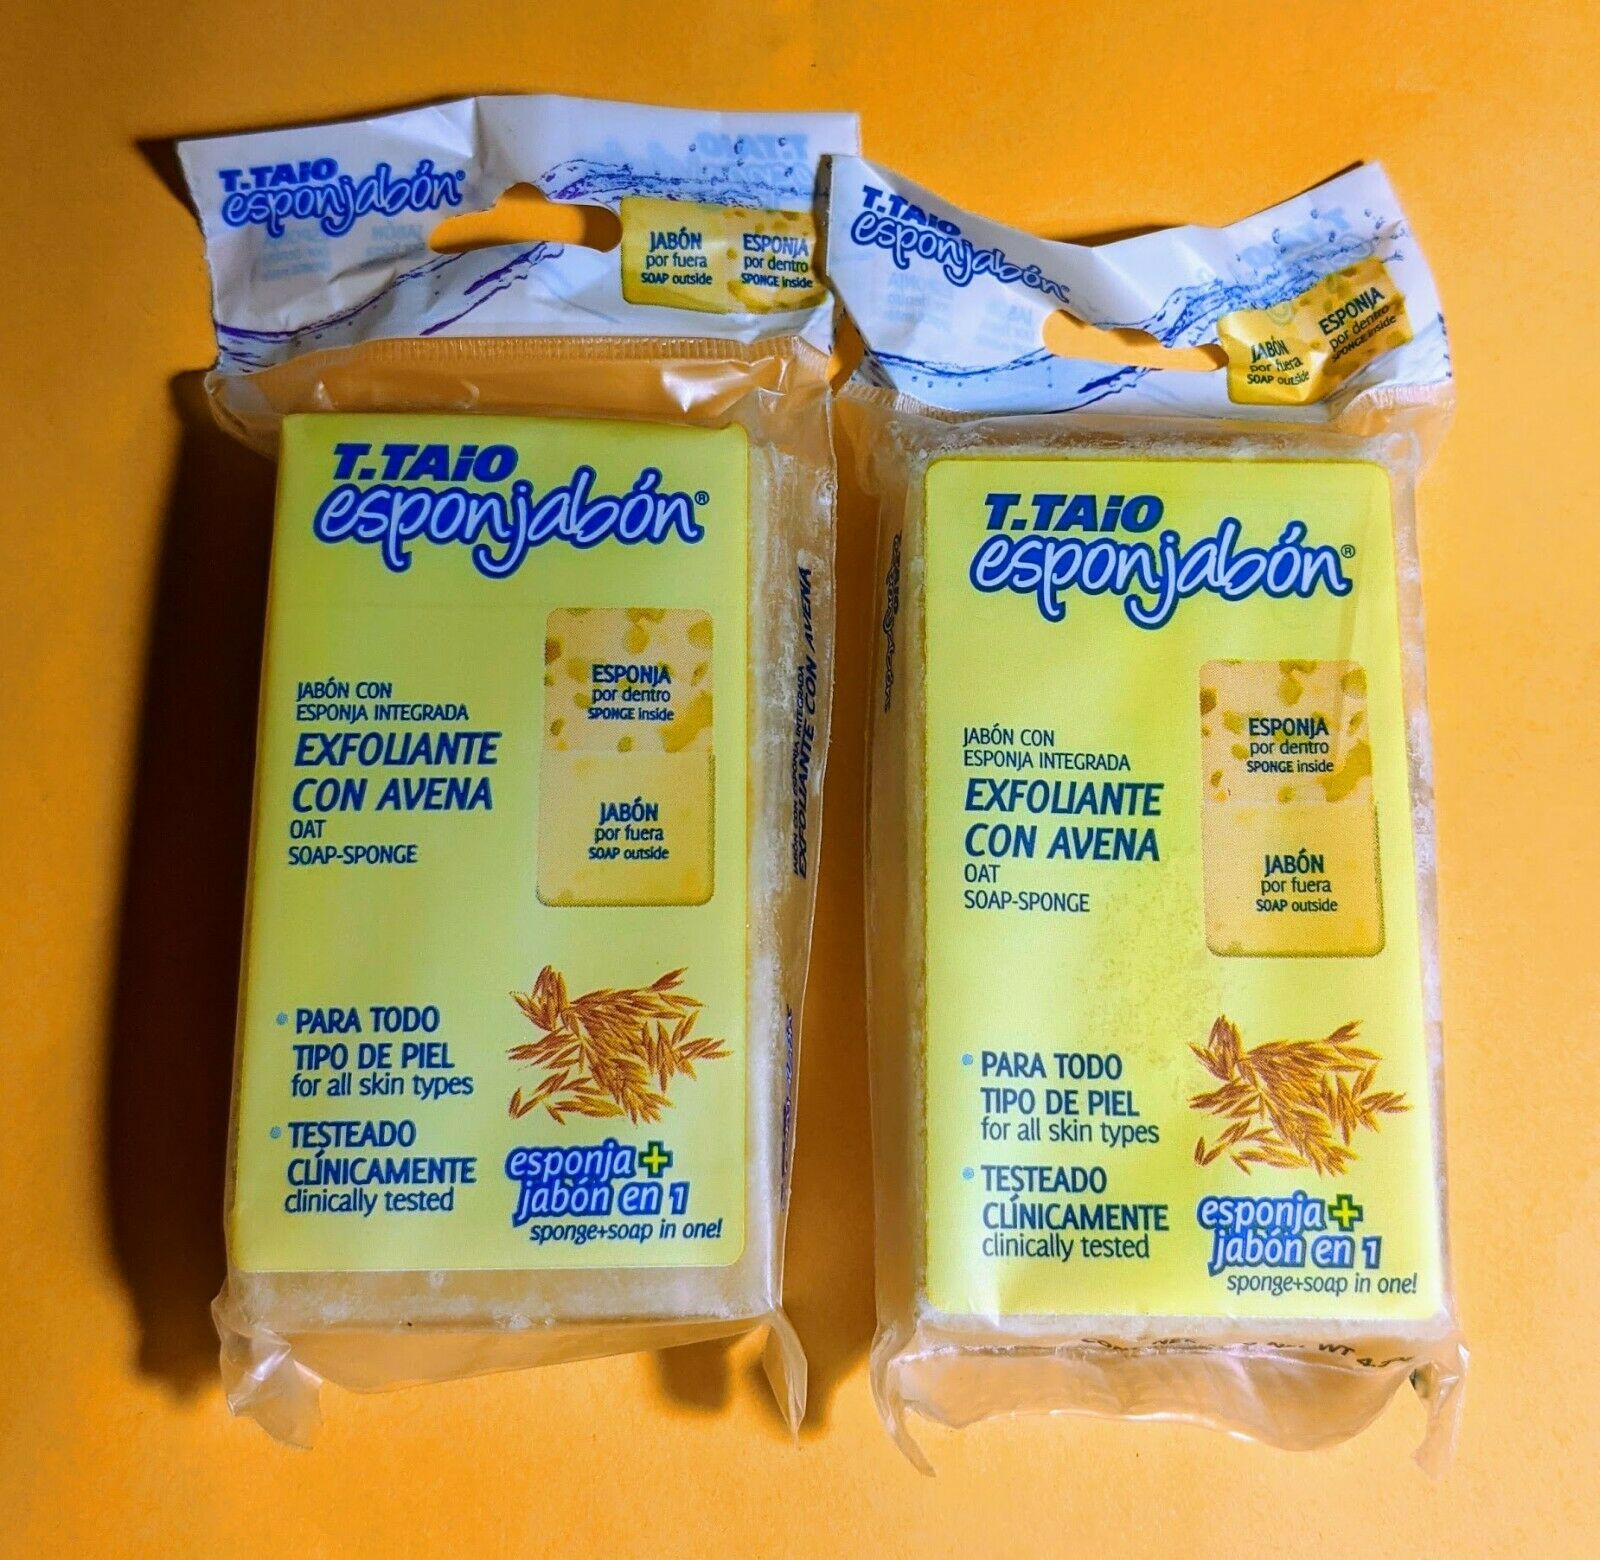 T.TAiO
esponjabón®
JABÓN
por fuera
SOAP outside
ESPONJA
por dentro
SPONGE inside
T.TAiO
esponjabón®
JABÓN CON
ESPONJA INTEGRADA
EXFOLIANTE
CON AVENA
OAT
SOAP-SPONGE
ESPONJA
por dentro
SPONGE inside
JABÓN
por fuera
SOAP outside
• PARA TODO
TIPO DE PIEL
for all skin types
• TESTEADO
CLÍNICAMENTE
clinically tested
esponja +
jabón en 1
sponge+soap in one!
JABÓN CON ESPONJA INTEGRADA
EXFOLIANTE CON AVENA
T.TAiO
esponjabón®
JABÓN
por fuera
SOAP outside
ESPONJA
por dentro
SPONGE inside
T.TAiO
esponjabón®
JABÓN CON
ESPONJA INTEGRADA
EXFOLIANTE
CON AVENA
OAT
SOAP-SPONGE
ESPONJA
por dentro
SPONGE inside
JABÓN
por fuera
SOAP outside
• PARA TODO
TIPO DE PIEL
for all skin types
• TESTEADO
CLÍNICAMENTE
clinically tested
esponja +
jabón en 1
sponge+soap in one!
WT